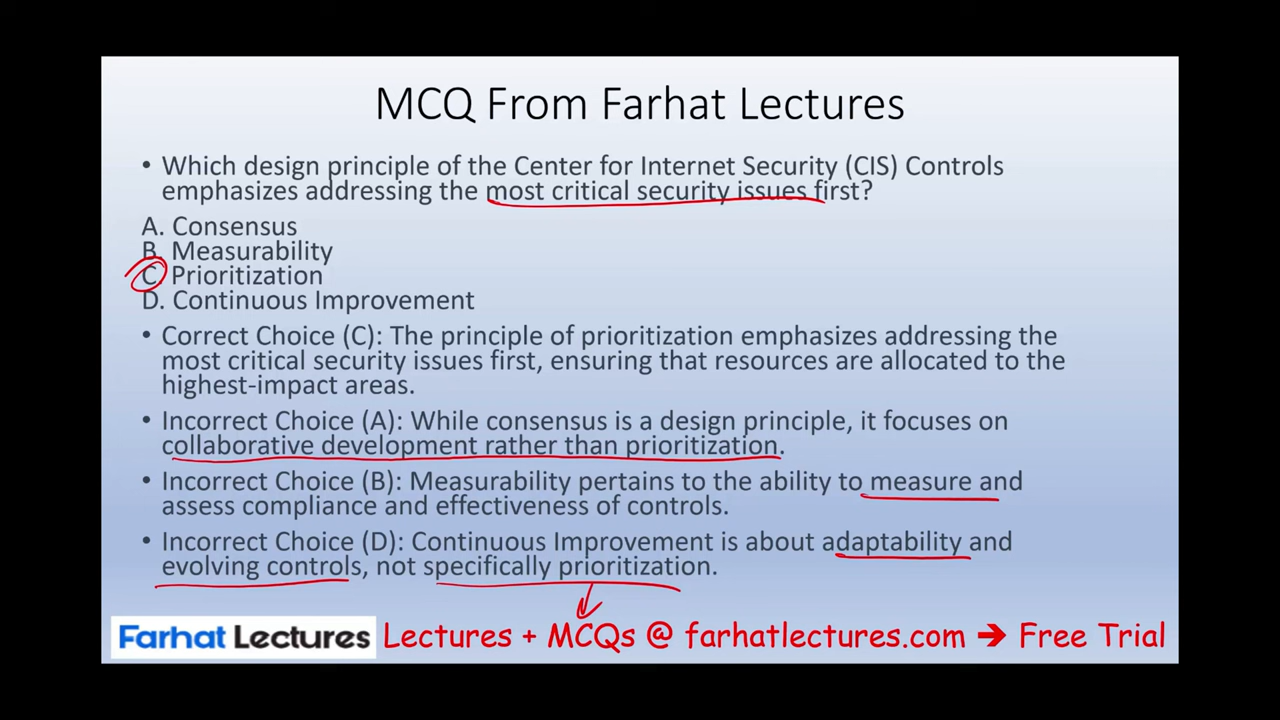 MCQ From Farhat Lectures
• Which design principle of the Center for Internet Security (CIS) Controls
emphasizes addressing the most critical security issues first?
A. Consensus
B. Measurability
C. Prioritization
D. Continuous Improvement
• Correct Choice (C): The principle of prioritization emphasizes addressing the
most critical security issues first, ensuring that resources are allocated to the
highest-impact areas.
• Incorrect Choice (A): While consensus is a design principle, it focuses on
collaborative development rather than prioritization.
• Incorrect Choice (B): Measurability pertains to the ability to measure and
assess compliance and effectiveness of controls.
• Incorrect Choice (D): Continuous Improvement is about adaptability and
evolving controls, not specifically prioritization.
Farhat Lectures Lectures + MCQs @ farhatlectures.com → Free Trial